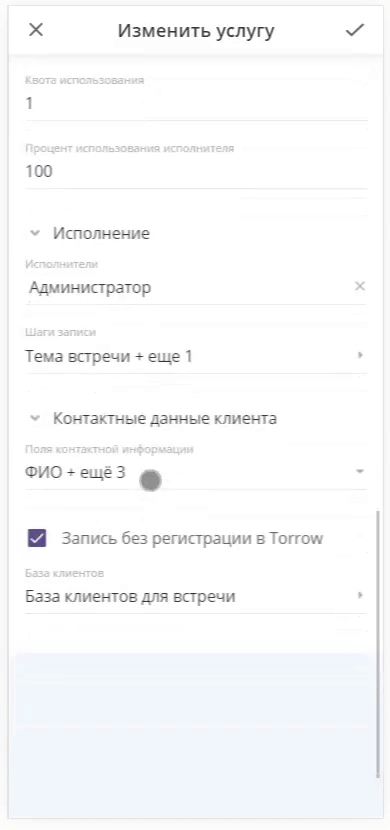 Изменить услугу
Квота использования
1
Процент использования исполнителя
100
Исполнение
Исполнители
Администратор
Шаги записи
Тема встречи + еще 1
Контактные данные клиента
Поля контактной информации
ФИО + ещё 3
Запись без регистрации в Torrow
База клиентов
База клиентов для встречи